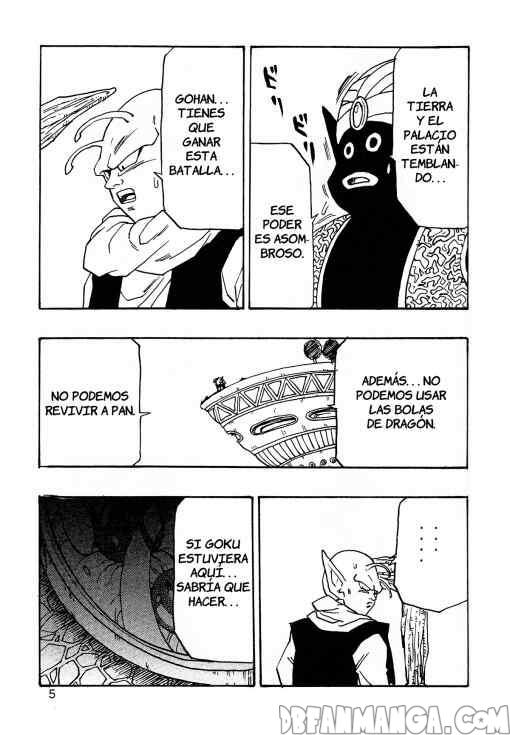 LA
TIERRA
Y EL
PALACIO
ESTÁN
TEMBLAN-
DO...
ESE
PODER
ES ASOM-
BROSO.
GOHAN...
TIENES
QUE
GANAR
ESTA
BATALLA...
ADEMÁS...NO
PODEMOS USAR
LAS BOLAS
DE DRAGÓN.
NO PODEMOS
REVIVIR A PAN.
......
SI GOKU
ESTUVIERA
AQUÍ...
SABRÍA QUE
HACER...
5
DBFANMANGA.COM